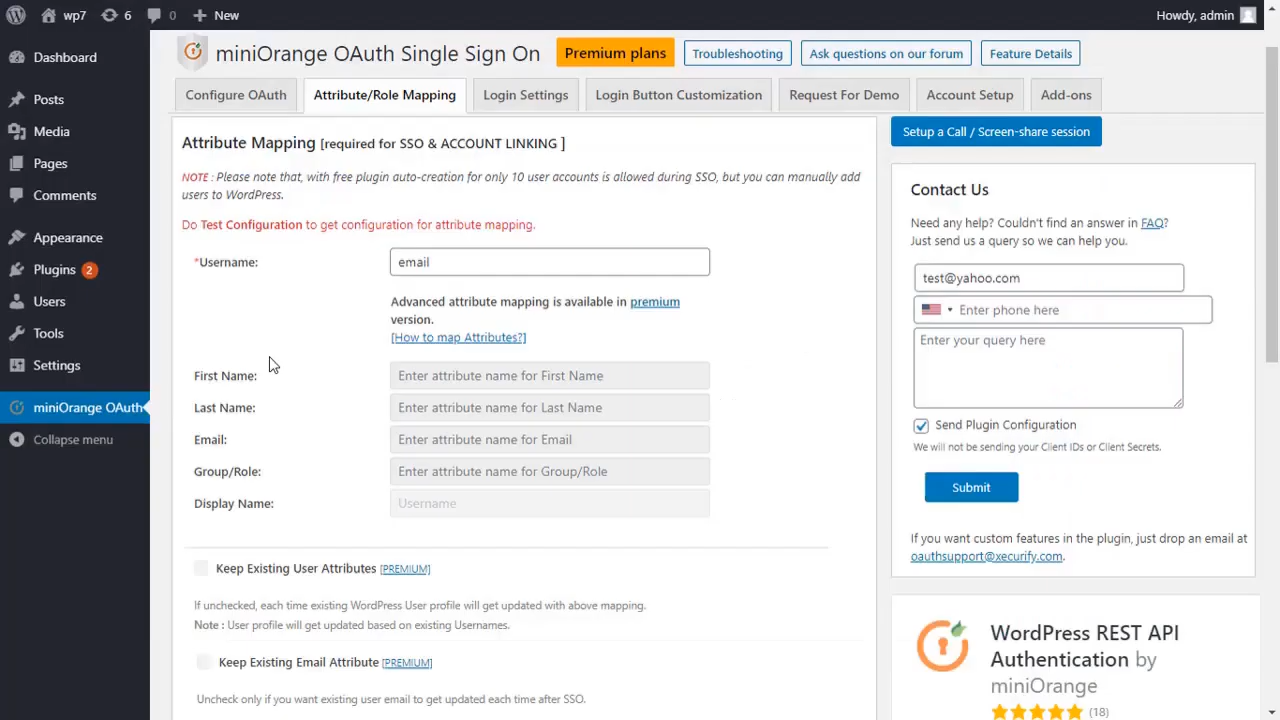 wp7 6 0 New Howdy, admin
Dashboard
Posts
Media
Pages
Comments
Appearance
Plugins 2
Users
Tools
Settings
miniOrange OAuth
Collapse menu
miniOrange OAuth Single Sign On Premium plans Troubleshooting Ask questions on our forum Feature Details
Configure OAuth Attribute/Role Mapping Login Settings Login Button Customization Request For Demo Account Setup Add-ons
Attribute Mapping [required for SSO & ACCOUNT LINKING ]
NOTE : Please note that, with free plugin auto-creation for only 10 user accounts is allowed during SSO, but you can manually add
users to WordPress.
Do Test Configuration to get configuration for attribute mapping.
*Username: email
Advanced attribute mapping is available in premium
version.
[How to map Attributes?]
First Name: Enter attribute name for First Name
Last Name: Enter attribute name for Last Name
Email: Enter attribute name for Email
Group/Role: Enter attribute name for Group/Role
Display Name: Username
Keep Existing User Attributes [PREMIUM]
If unchecked, each time existing WordPress User profile will get updated with above mapping.
Note : User profile will get updated based on existing Usernames.
Keep Existing Email Attribute [PREMIUM]
Uncheck only if you want existing user email to get updated each time after SSO.
Setup a Call / Screen-share session
Contact Us
Need any help? Couldn't find an answer in FAQ?
Just send us a query so we can help you.
test@yahoo.com
Enter phone here
Enter your query here
Send Plugin Configuration
We will not be sending your Client IDs or Client Secrets.
Submit
If you want custom features in the plugin, just drop an email at
oauthsupport@xecurify.com.
WordPress REST API
Authentication by
miniOrange
(18)